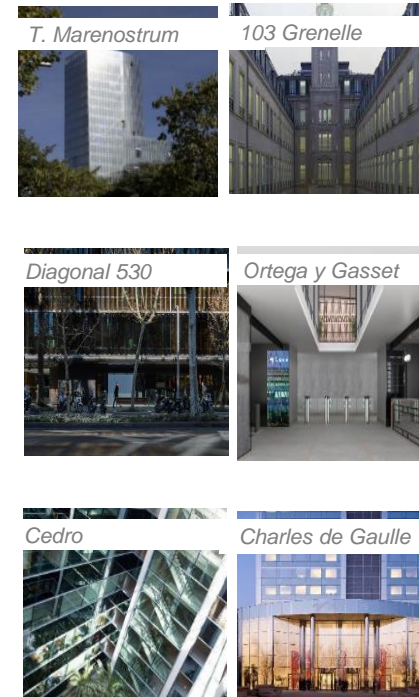 T. Marenostrum
103 Grenelle
Diagonal 530
Ortega y Gasset
Cedro
Charles de Gaulle